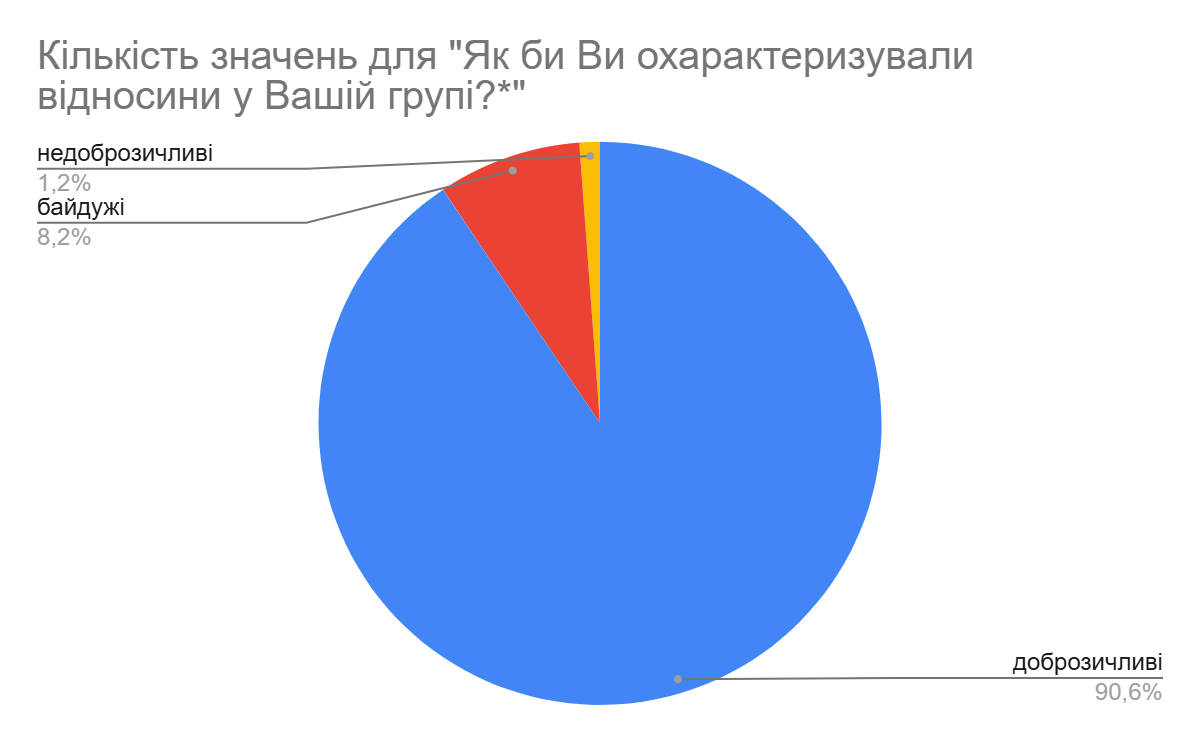 Кількість значень для "Як би Ви охарактеризували
відносини у Вашій групі?*"
недоброзичливі
1,2%
байдужі
8,2%
доброзичливі
90,6%